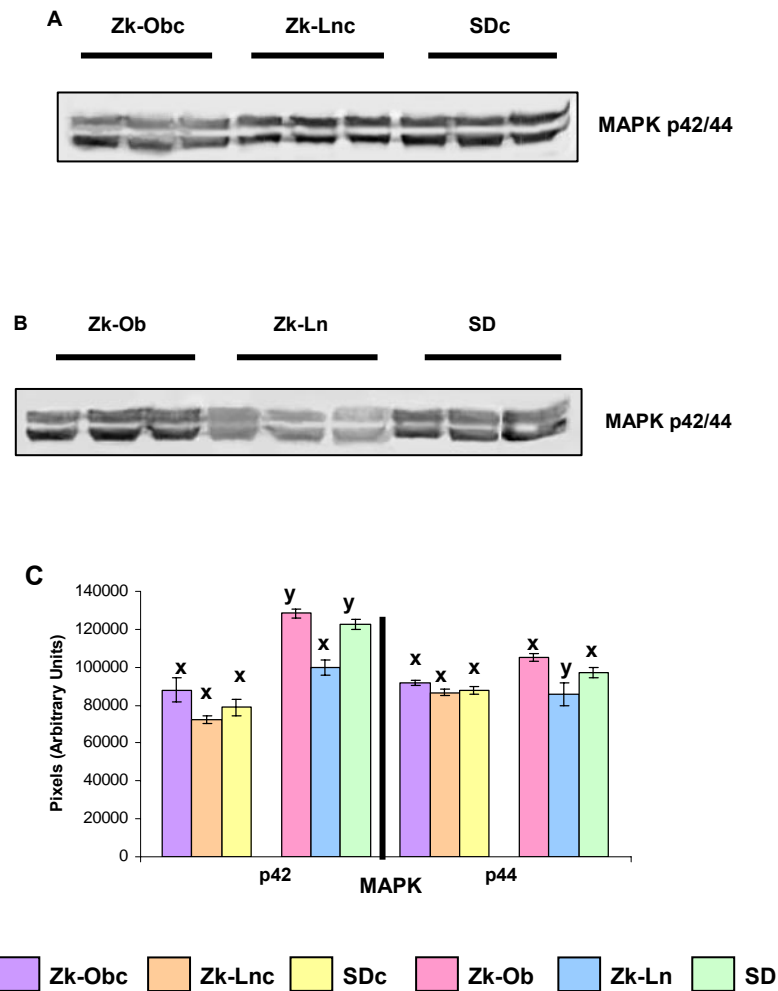 A
Zk-Obc Zk-Lnc SDc
MAPK p42/44
B
Zk-Ob Zk-Ln SD
MAPK p42/44
C
Pixels (Arbitrary Units)
140000
120000
100000
80000
60000
40000
20000
0
x x x y x y
x x x x y x
p42 MAPK p44
Zk-Obc Zk-Lnc SDc Zk-Ob Zk-Ln SD